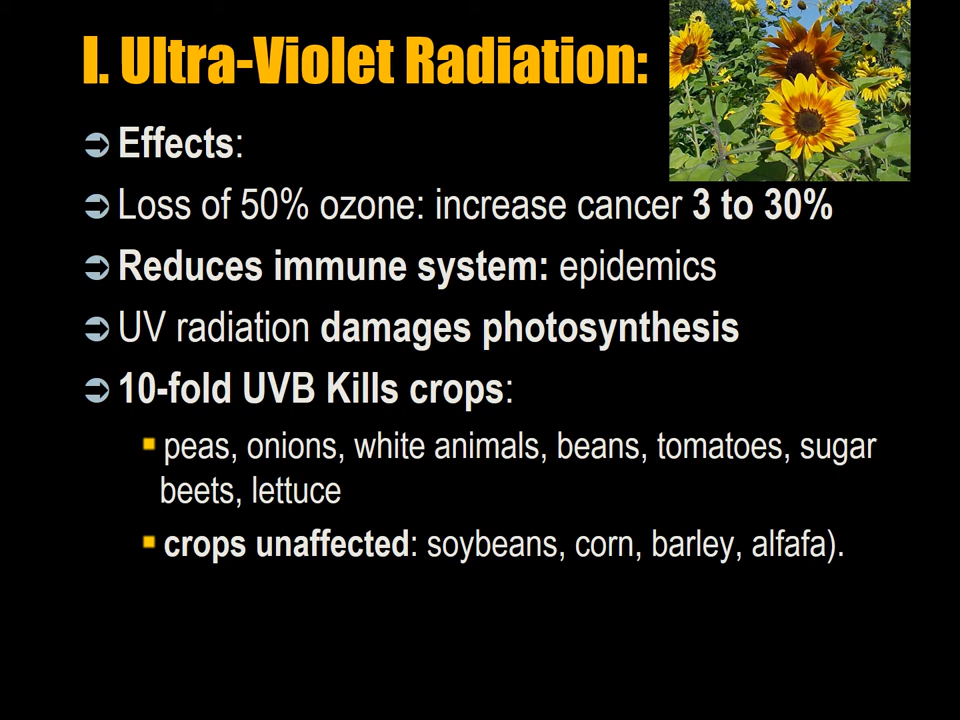 I. Ultra-Violet Radiation:
Effects:
Loss of 50% ozone: increase cancer 3 to 30%
Reduces immune system: epidemics
UV radiation damages photosynthesis
10-fold UVB Kills crops:
peas, onions, white animals, beans, tomatoes, sugar
beets, lettuce
crops unaffected: soybeans, corn, barley, alfafa).